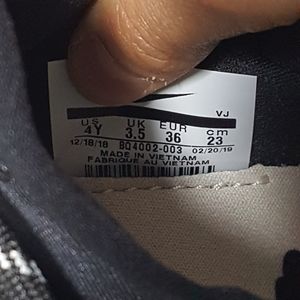 VJ
US UK EUR cm
4Y 3.5 36 23
12/18/18 BQ4002-003 02/20/19
MADE IN VIETNAM
FABRIQUÉ AU VIETNAM